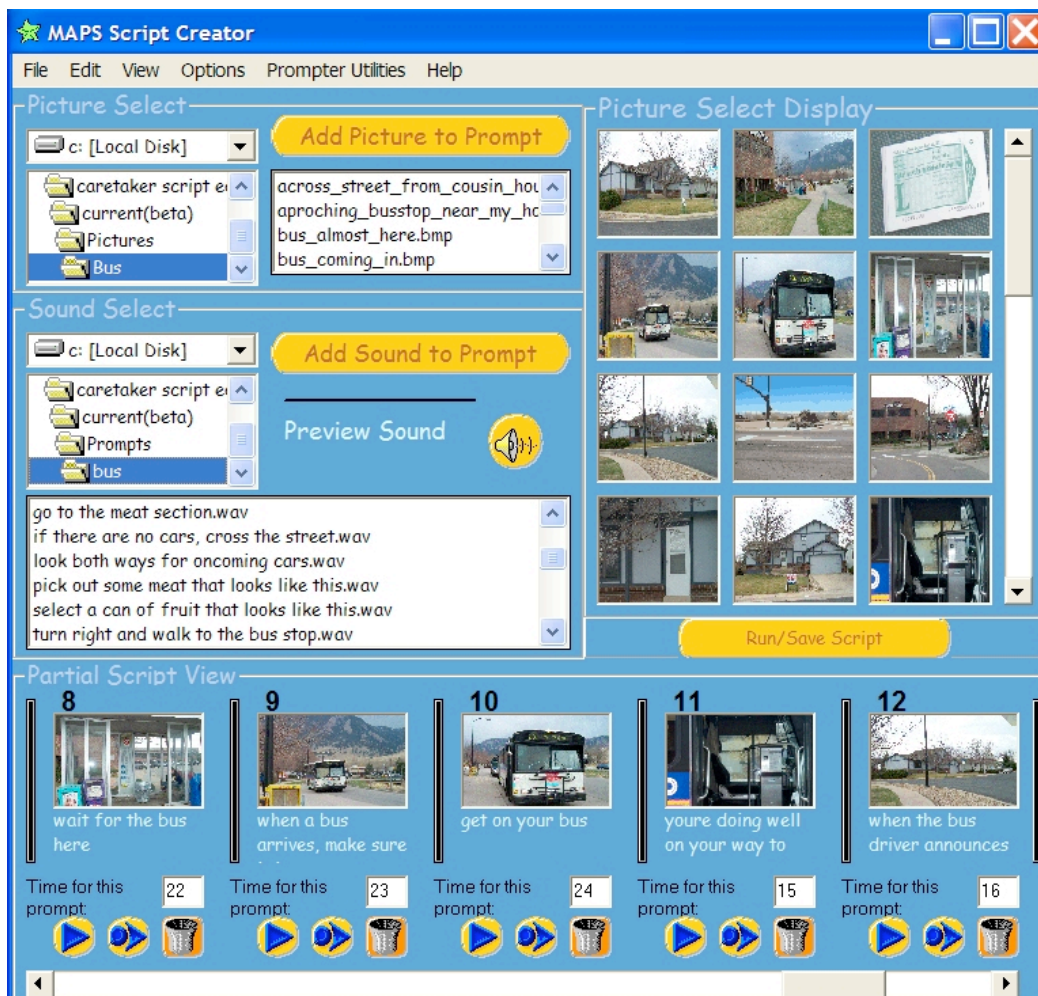 MAPS Script Creator
File Edit View Options Prompter Utilities Help
Picture Select
c: [Local Disk]
Add Picture to Prompt
caretaker script e
current(beta)
Pictures
Bus
across_street_from_cousin_hou
aproching_busstop_near_my_ho
bus_almost_here.bmp
bus_coming_in.bmp
Picture Select Display
Sound Select
c: [Local Disk]
Add Sound to Prompt
caretaker script e
current(beta)
Prompts
bus
Preview Sound
go to the meat section.wav
if there are no cars, cross the street.wav
look both ways for oncoming cars.wav
pick out some meat that looks like this.wav
select a can of fruit that looks like this.wav
turn right and walk to the bus stop.wav
Run/Save Script
Partial Script View
8 9 10 11 12
wait for the bus
here
when a bus
arrives, make sure
get on your bus
youre doing well
on your way to
when the bus
driver announces
Time for this
prompt:
22
Time for this
prompt:
23
Time for this
prompt:
24
Time for this
prompt:
15
Time for this
prompt:
16